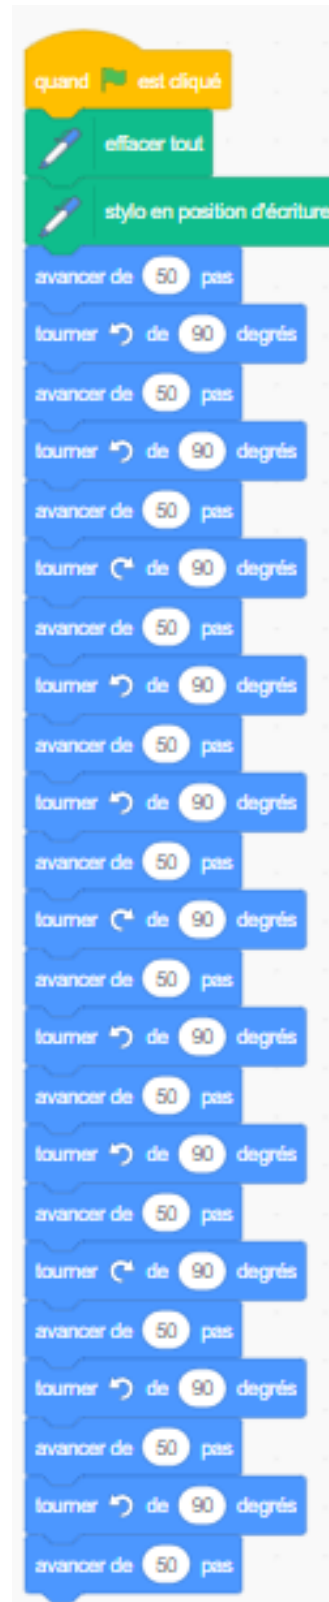 quand est cliqué
effacer tout
stylo en position d'écriture
avancer de 50 pas
tourner de 90 degrés
avancer de 50 pas
tourner de 90 degrés
avancer de 50 pas
tourner de 90 degrés
avancer de 50 pas
tourner de 90 degrés
avancer de 50 pas
tourner de 90 degrés
avancer de 50 pas
tourner de 90 degrés
avancer de 50 pas
tourner de 90 degrés
avancer de 50 pas
tourner de 90 degrés
avancer de 50 pas
tourner de 90 degrés
avancer de 50 pas
tourner de 90 degrés
avancer de 50 pas
tourner de 90 degrés
avancer de 50 pas